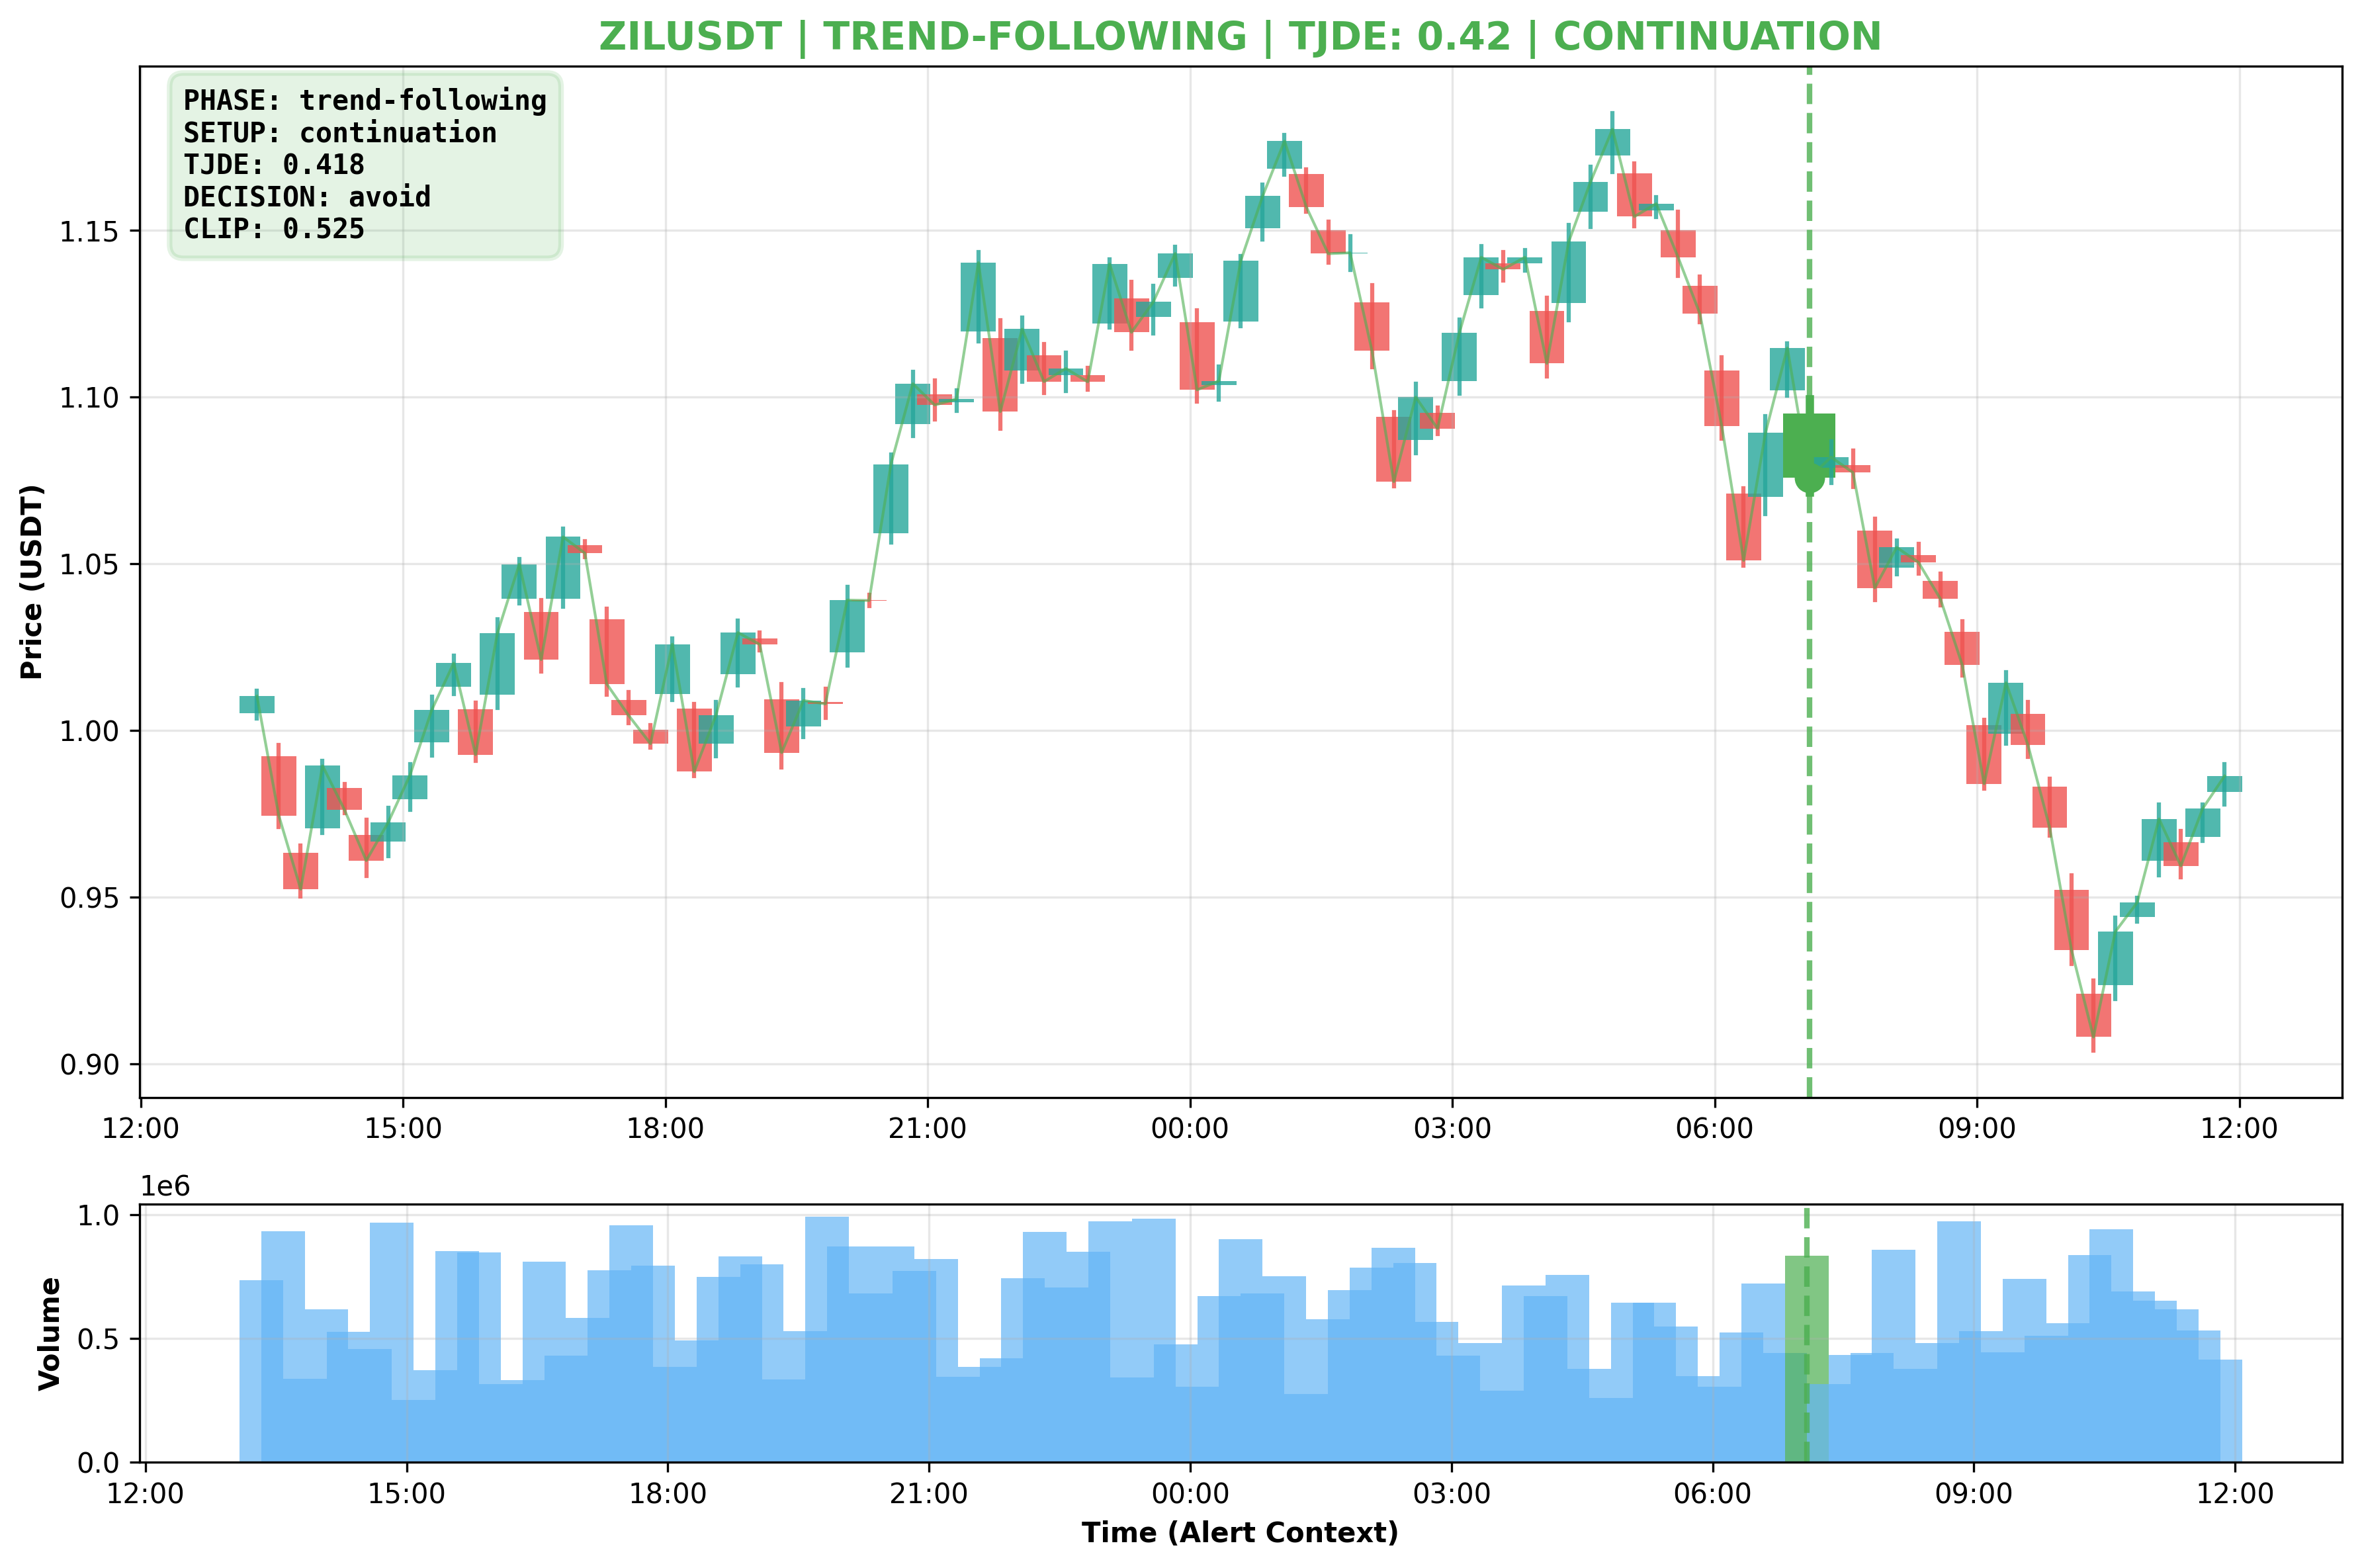 ZILUSDT | TREND-FOLLOWING | TJDE: 0.42 | CONTINUATION
PHASE: trend-following
SETUP: continuation
TJDE: 0.418
DECISION: avoid
CLIP: 0.525
Price (USDT)
1.15
1.10
1.05
1.00
0.95
0.90
12:00 15:00 18:00 21:00 00:00 03:00 06:00 09:00 12:00
1e6
Volume
1.0
0.5
0.0
12:00 15:00 18:00 21:00 00:00 03:00 06:00 09:00 12:00
Time (Alert Context)